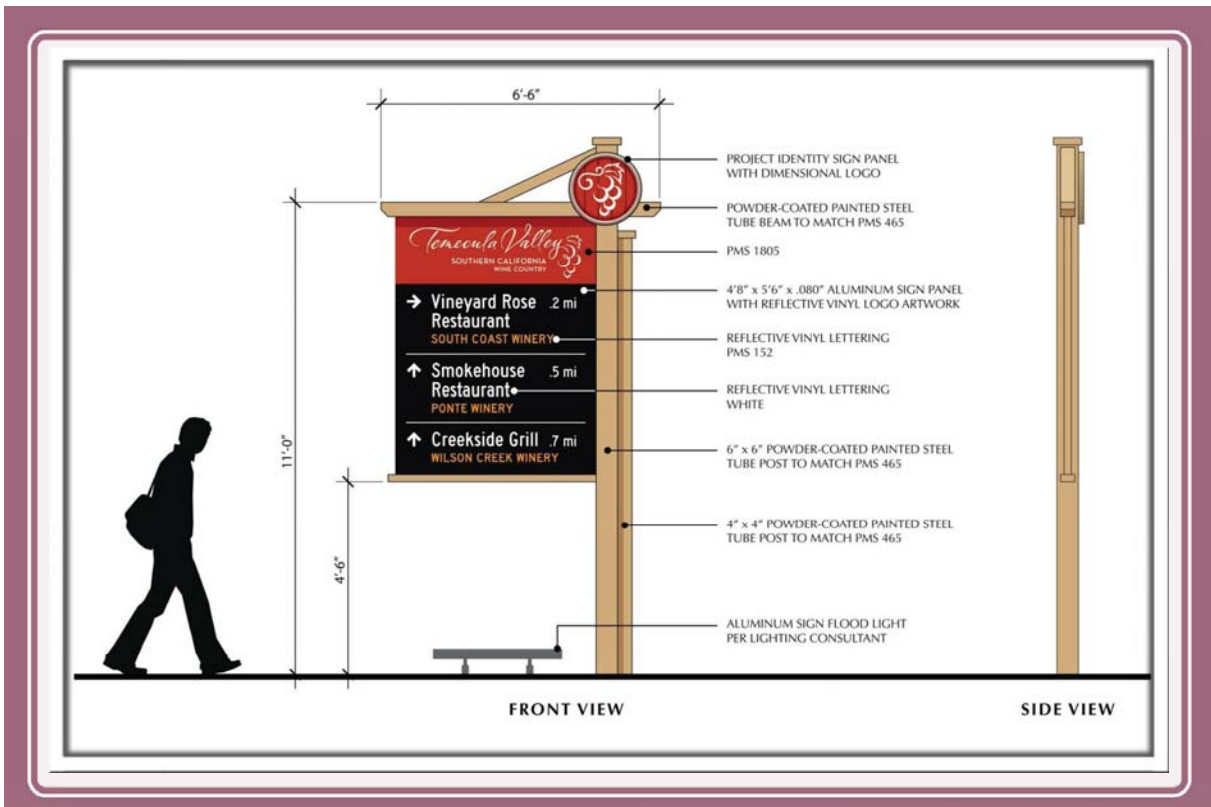 6'-6"
PROJECT IDENTITY SIGN PANEL
WITH DIMENSIONAL LOGO
POWDER-COATED PAINTED STEEL
TUBE BEAM TO MATCH PMS 465
Temecula Valley
SOUTHERN CALIFORNIA
WINE COUNTRY
PMS 1805
4'8" x 5'6" x .080" ALUMINUM SIGN PANEL
WITH REFLECTIVE VINYL LOGO ARTWORK
→ Vineyard Rose .2 mi
Restaurant
SOUTH COAST WINERY
REFLECTIVE VINYL LETTERING
PMS 152
↑ Smokehouse .5 mi
Restaurant
PONTE WINERY
REFLECTIVE VINYL LETTERING
WHITE
↑ Creekside Grill .7 mi
WILSON CREEK WINERY
11'-0"
6" x 6" POWDER-COATED PAINTED STEEL
TUBE POST TO MATCH PMS 465
4" x 4" POWDER-COATED PAINTED STEEL
TUBE POST TO MATCH PMS 465
4'-6"
ALUMINUM SIGN FLOOD LIGHT
PER LIGHTING CONSULTANT
FRONT VIEW
SIDE VIEW